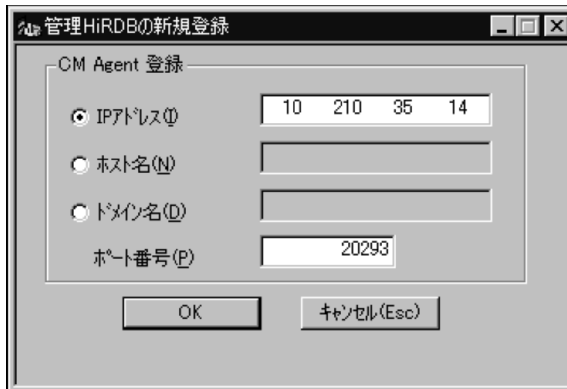 管理HiRDBの新規登録
CM Agent 登録
IPアドレス(I) 10 210 35 14
ホスト名(N)
ドメイン名(D)
ポート番号(P) 20293
OK キャンセル(Esc)